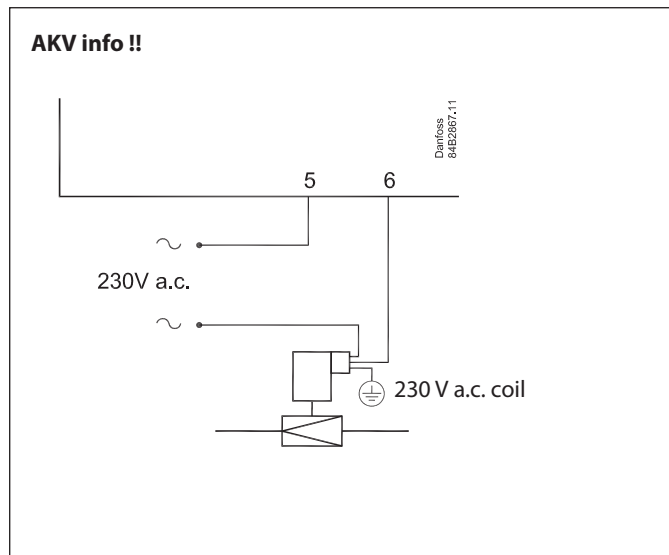 AKV info !!
Danfoss
84B2867.11
5 6
230V a.c.
230 V a.c. coil